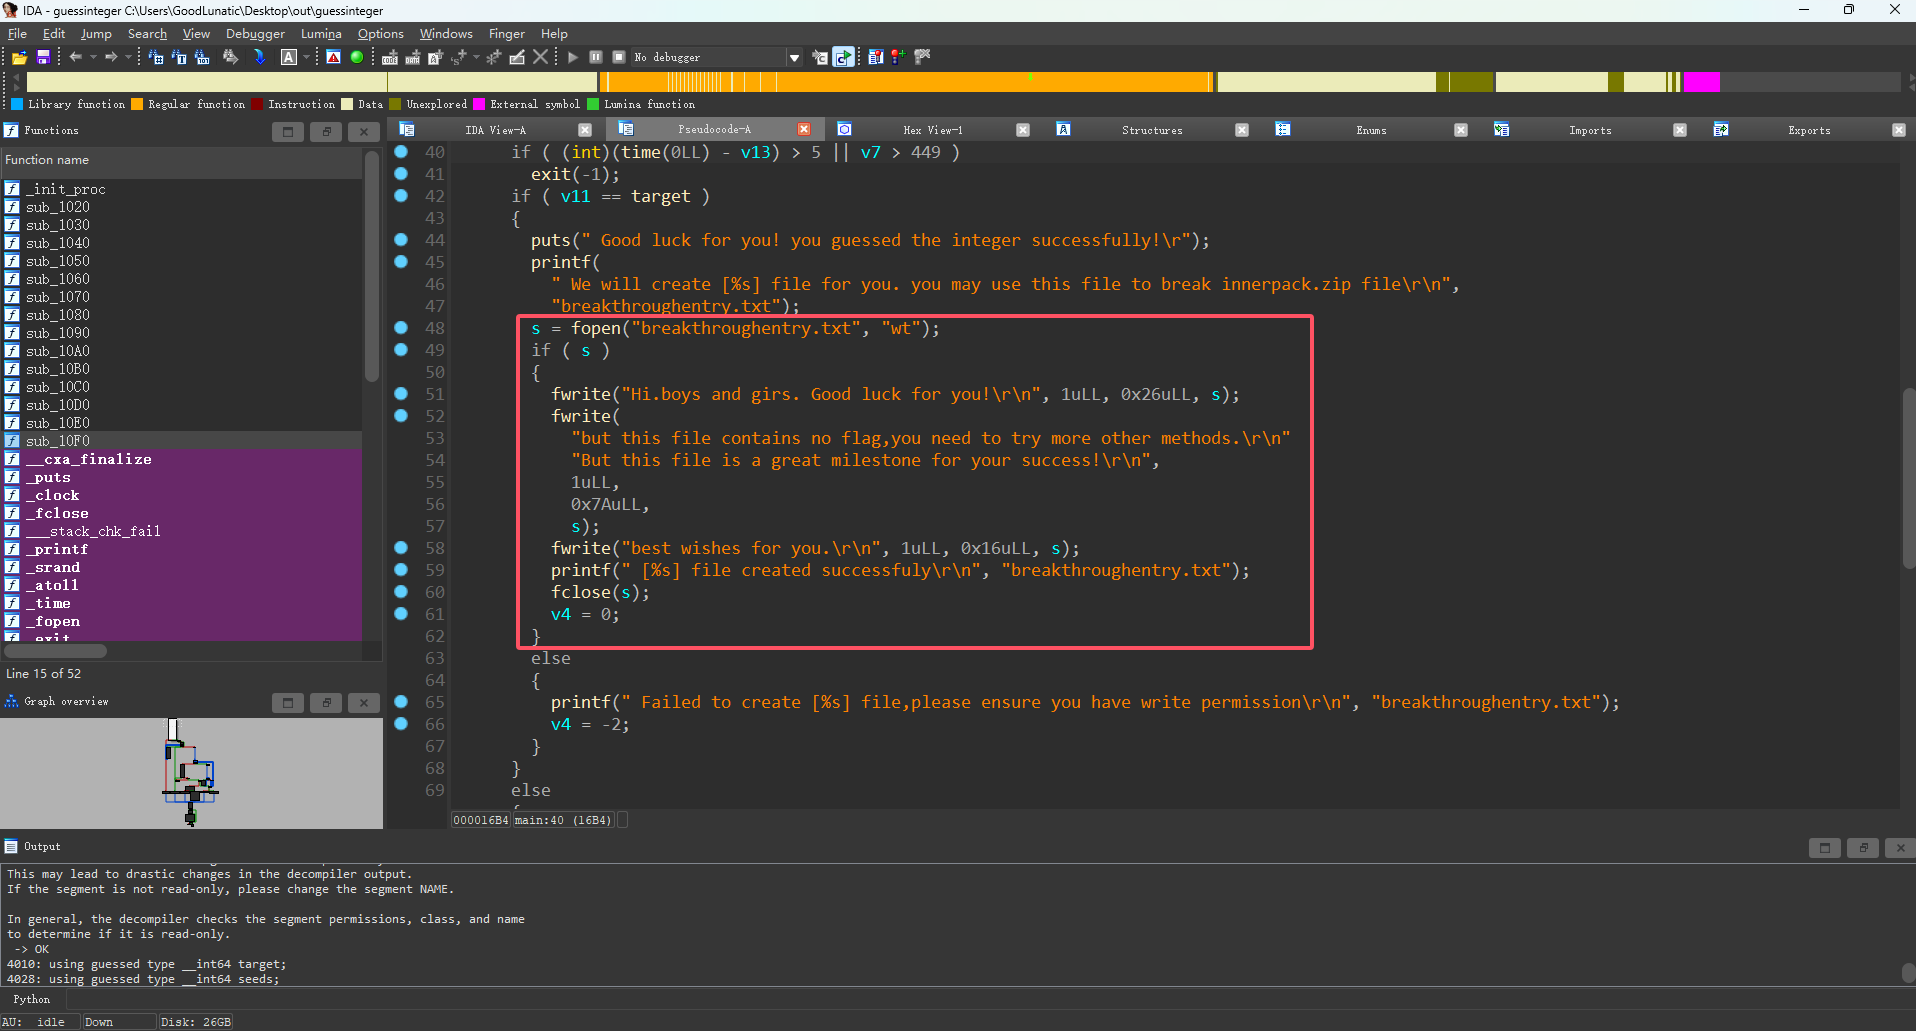 IDA - guessinteger C:\Users\GoodLunatic\Desktop\out\guessinteger
File Edit Jump Search View Debugger Lumina Options Windows Finger Help
No debugger
Library function Regular function Instruction Data Unexplored External symbol Lumina function
Functions
Function name
_init_proc
sub_1020
sub_1030
sub_1040
sub_1050
sub_1060
sub_1070
sub_1080
sub_1090
sub_10A0
sub_10B0
sub_10C0
sub_10D0
sub_10E0
sub_10F0
__cxa_finalize
_puts
_clock
_fclose
___stack_chk_fail
_printf
_srand
_atoll
_time
_fopen
_exit
Line 15 of 52
Graph overview
IDA View-A Pseudocode-A Hex View-1 Structures Enums Imports Exports
40 if ( (int)(time(0LL) - v13) > 5 || v7 > 449 )
41 exit(-1);
42 if ( v11 == target )
43 {
44 puts(" Good luck for you! you guessed the integer successfully!\r");
45 printf(
46 " We will create [%s] file for you. you may use this file to break innerpack.zip file\r\n",
47 "breakthroughentry.txt");
48 s = fopen("breakthroughentry.txt", "wt");
49 if ( s )
50 {
51 fwrite("Hi.boys and girs. Good luck for you!\r\n", 1uLL, 0x26uLL, s);
52 fwrite(
53 "but this file contains no flag,you need to try more other methods.\r\n"
54 "But this file is a great milestone for your success!\r\n",
55 1uLL,
56 0x7AuLL,
57 s);
58 fwrite("best wishes for you.\r\n", 1uLL, 0x16uLL, s);
59 printf(" [%s] file created successfuly\r\n", "breakthroughentry.txt");
60 fclose(s);
61 v4 = 0;
62 }
63 else
64 {
65 printf(" Failed to create [%s] file,please ensure you have write permission\r\n", "breakthroughentry.txt");
66 v4 = -2;
67 }
68 }
69 else
{
000016B4 main:40 (16B4)
Output
This may lead to drastic changes in the decompiler output.
If the segment is not read-only, please change the segment NAME.
In general, the decompiler checks the segment permissions, class, and name
to determine if it is read-only.
-> OK
4010: using guessed type __int64 target;
4028: using guessed type __int64 seeds;
Python
AU: idle Down Disk: 26GB